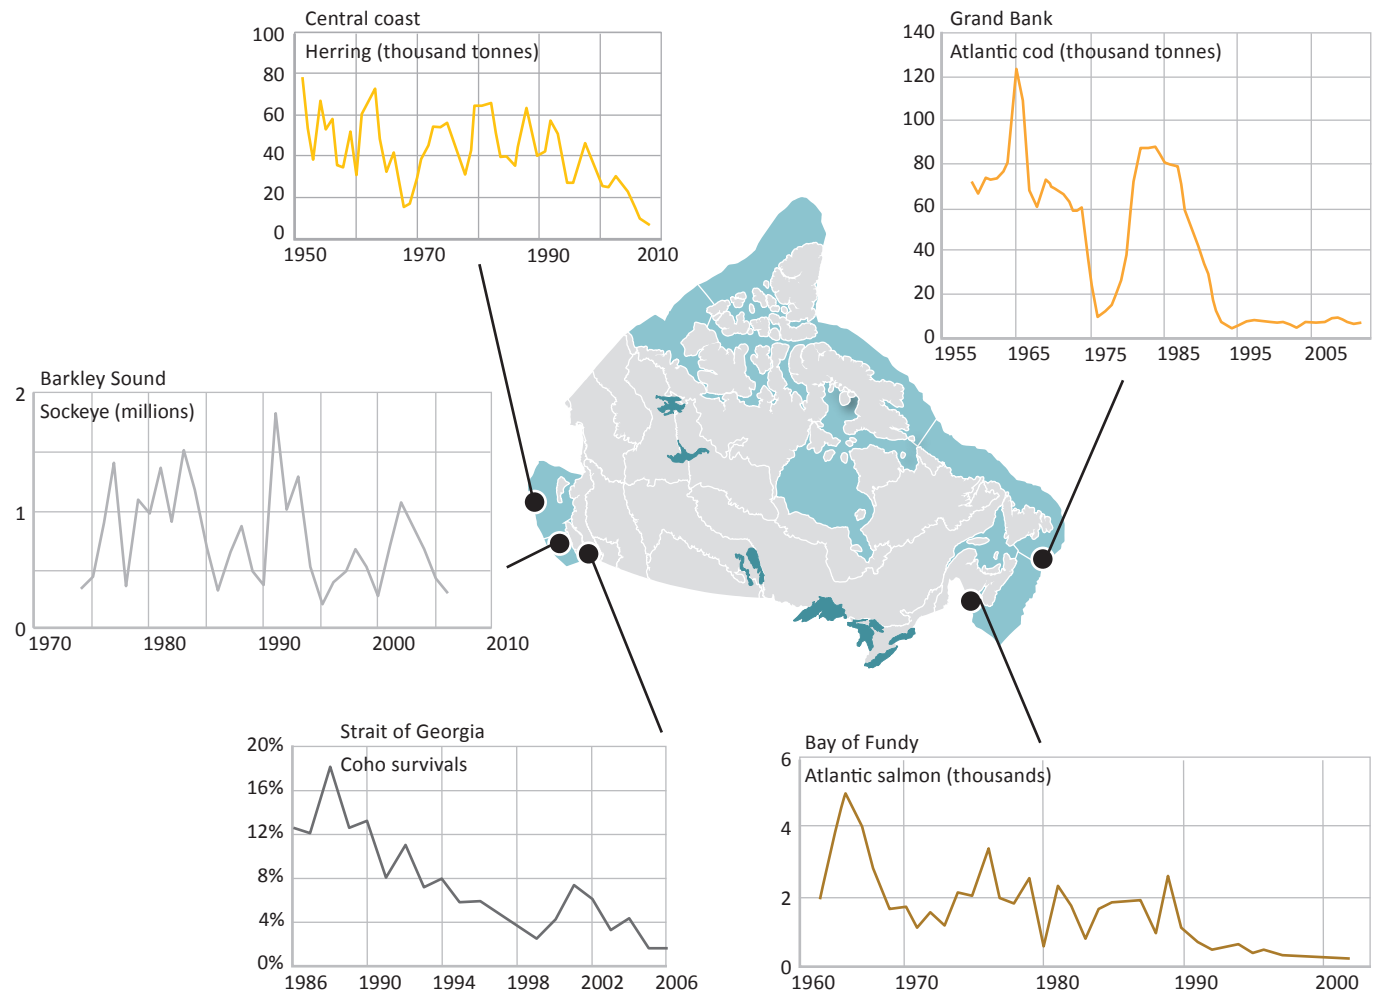 Central coast
Herring (thousand tonnes)
100
80
60
40
20
0
1950 1970 1990 2010
Grand Bank
Atlantic cod (thousand tonnes)
140
120
100
80
60
40
20
0
1955 1965 1975 1985 1995 2005
Barkley Sound
Sockeye (millions)
2
1
0
1970 1980 1990 2000 2010
Strait of Georgia
Coho survivals
20%
16%
12%
8%
4%
0%
1986 1990 1994 1998 2002 2006
Bay of Fundy
Atlantic salmon (thousands)
6
4
2
0
1960 1970 1980 1990 2000